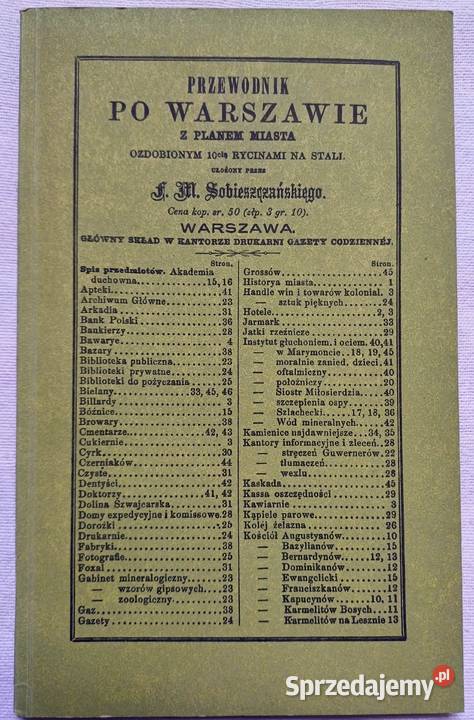 PRZEWODNIK
PO WARSZAWIE
Z PLANEM MIASTA
OZDOBIONYM 10cią RYCINAMI NA STALI.
UŁOŻONY PRZEZ
F. M. Sobieszczańskiego.
Cena kop. sr. 50 (złp. 3 gr. 10).
WARSZAWA.
GŁÓWNY SKŁAD W KANTORZE DRUKARNI GAZETY CODZIENNÉJ.
Stron.
Spis przedmiotów. Akademia
duchowna....15, 16
Apteki....41
Archiwum Główne....23
Arkadia....31
Bank Polski....36
Bankierzy....28
Bawarye....4
Bazary....38
Biblioteka publiczna....23
Biblioteki prywatne....24
Biblioteki do pożyczania....25
Bielany....33, 45, 46
Billardy....3
Bóżnice....15
Browary....38
Cmentarze....42, 43
Cukiernie....3
Cyrk....30
Czerniaków....44
Czyste....31
Dentyści....42
Doktorzy....41, 42
Dolina Szwajcarska....31
Domy expedycyjne i komissowe.28
Dorożki....25
Drukarnie....24
Fabryki....38
Fotografie....25
Foxal....31
Gabinet mineralogiczny....23
— wzorów gipsowych....23
— zoologiczny....23
Gaz....38
Gazety....24
Stron.
Grossów....45
Historya miasta....1
Handle win i towarów kolonial. 3
— sztuk pięknych....24
Hotele....2, 3
Jarmark....33
Jatki rzeźnicze....29
Instytut głuchoniem. i ociem. 40,41
— w Marymoncie..18, 19, 45
— moralnie zanied. dzieci..41
— oftalmiczny....40
— położniczy....20
— Siostr Miłosierdzia....40
— szczepienia ospy....39
— Szlachecki....17, 18, 36
— Wód mineralnych....42
Kamienice najdawniejsze...34, 35
Kantory informacyjne i zleceń..28
— stręczeń Guwernerów..22
— tłumaczeń....28
— wexlu....28
Kaskada....45
Kassa oszczędności....29
Kawiarnie....3
Kąpiele parowe....29
Koléj żelazna....26
Kościół Augustyanów....10
— Bazylianów....15
— Bernardynów....12, 13
— Dominikanów....12
— Ewangelicki....15
— Franciszkanów....12
— Kapucynów....10, 11
— Karmelitów Bosych....11
— Karmelitów na Lesznie 13
Sprzedajemy.pl